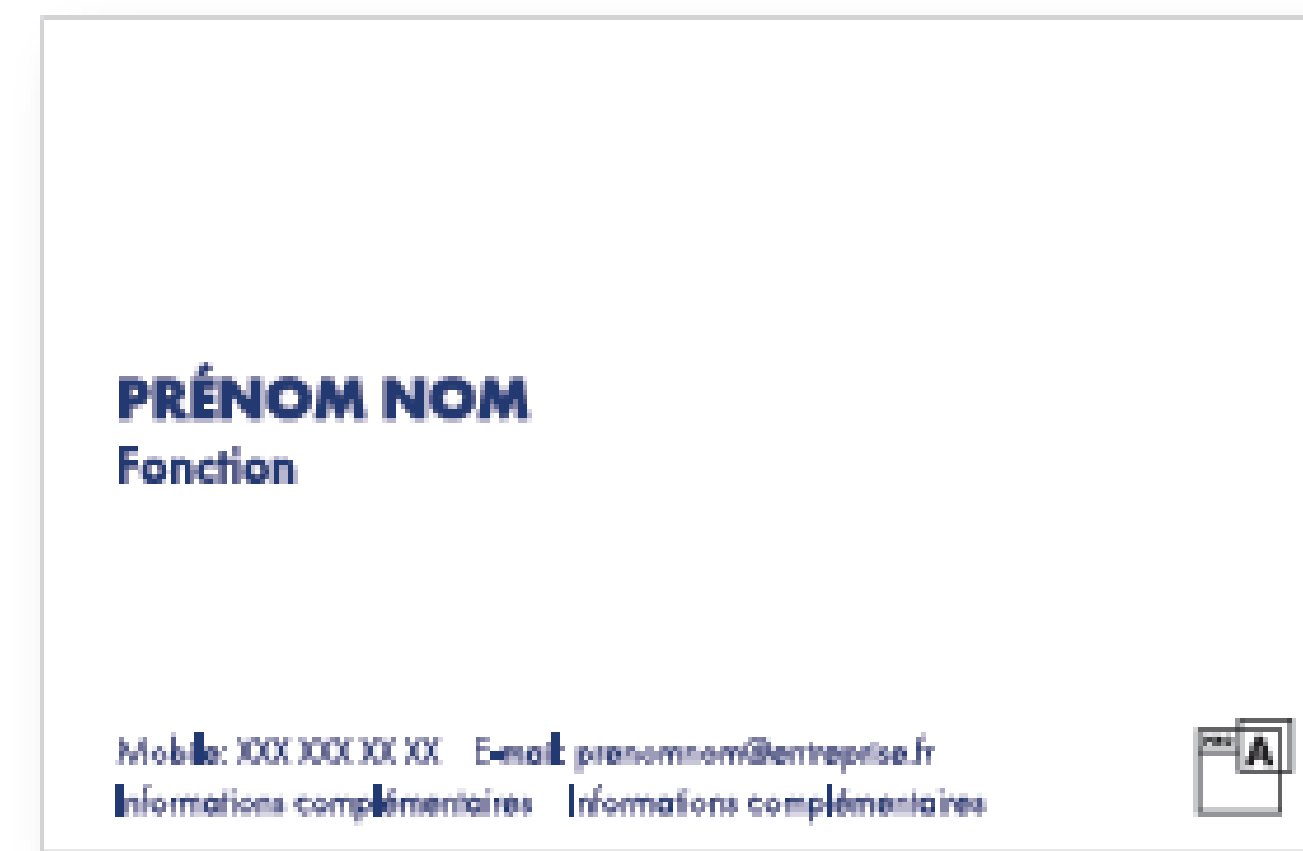 PRÉNOM NOM
Fonction
Mobile: XXX XXX XX XX E-mail: prenomnom@entreprise.fr
Informations complémentaires Informations complémentaires
A